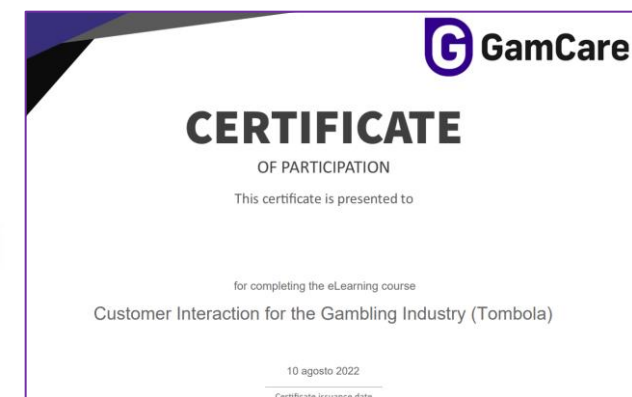 GamCare
CERTIFICATE
OF PARTICIPATION
This certificate is presented to
for completing the eLearning course
Customer Interaction for the Gambling Industry (Tombola)
10 agosto 2022
Certificate issuance date